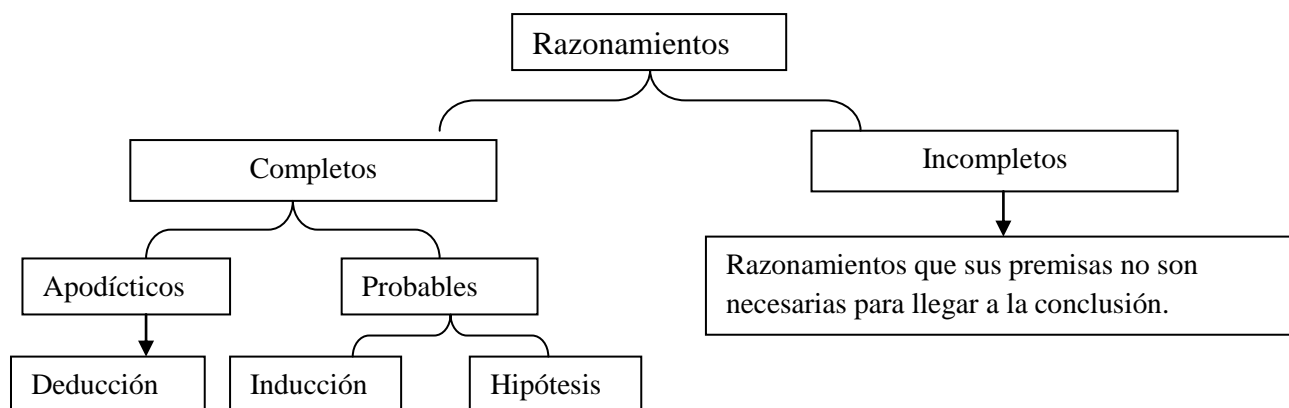 Razonamientos
Completos
Incompletos
Apodícticos
Probables
Razonamientos que sus premisas no son
necesarias para llegar a la conclusión.
Deducción
Inducción
Hipótesis